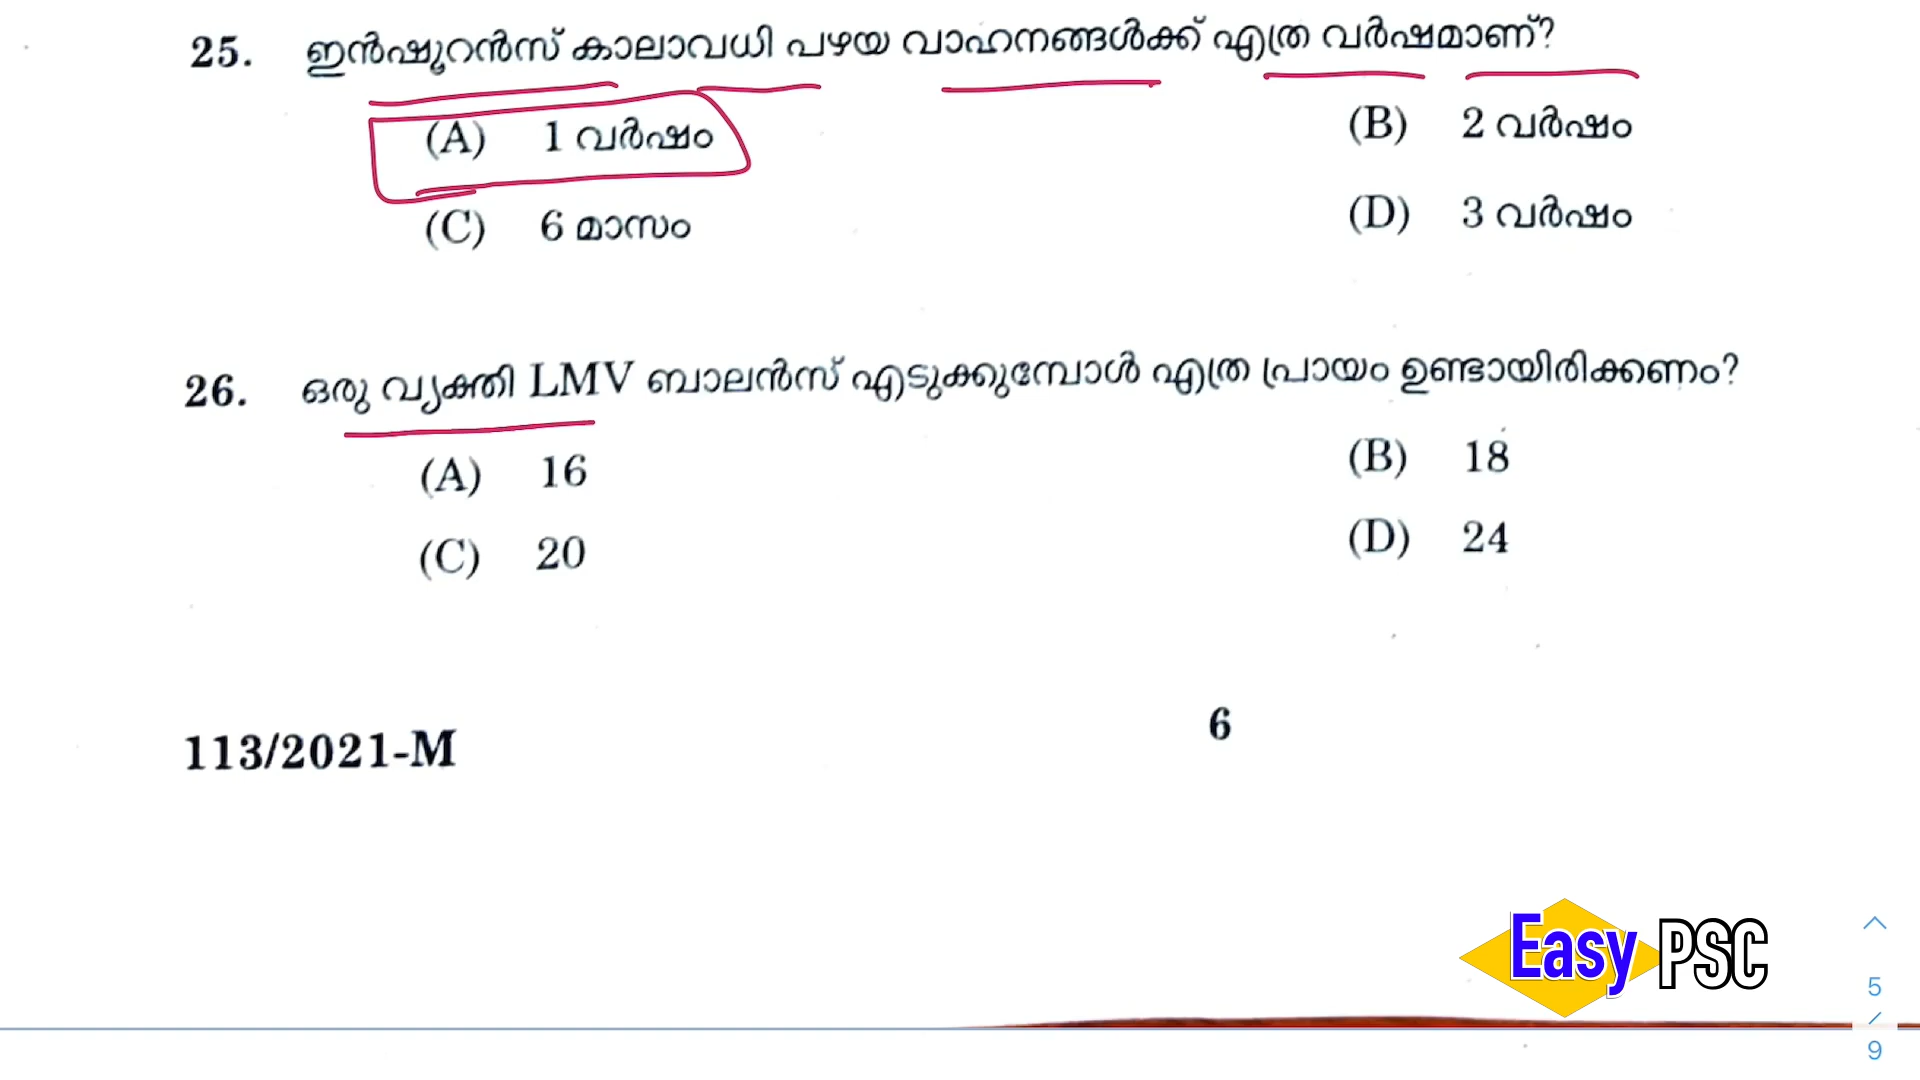 25. ഇൻഷൂറൻസ് കാലാവധി പഴയ വാഹനങ്ങൾക്ക് എത്ര വർഷമാണ്?
(A) 1 വർഷം (B) 2 വർഷം
(C) 6 മാസം (D) 3 വർഷം
26. ഒരു വ്യക്തി LMV ബാലൻസ് എടുക്കുമ്പോൾ എത്ര പ്രായം ഉണ്ടായിരിക്കണം?
(A) 16 (B) 18
(C) 20 (D) 24
113/2021-M 6
Easy PSC
5
/
9